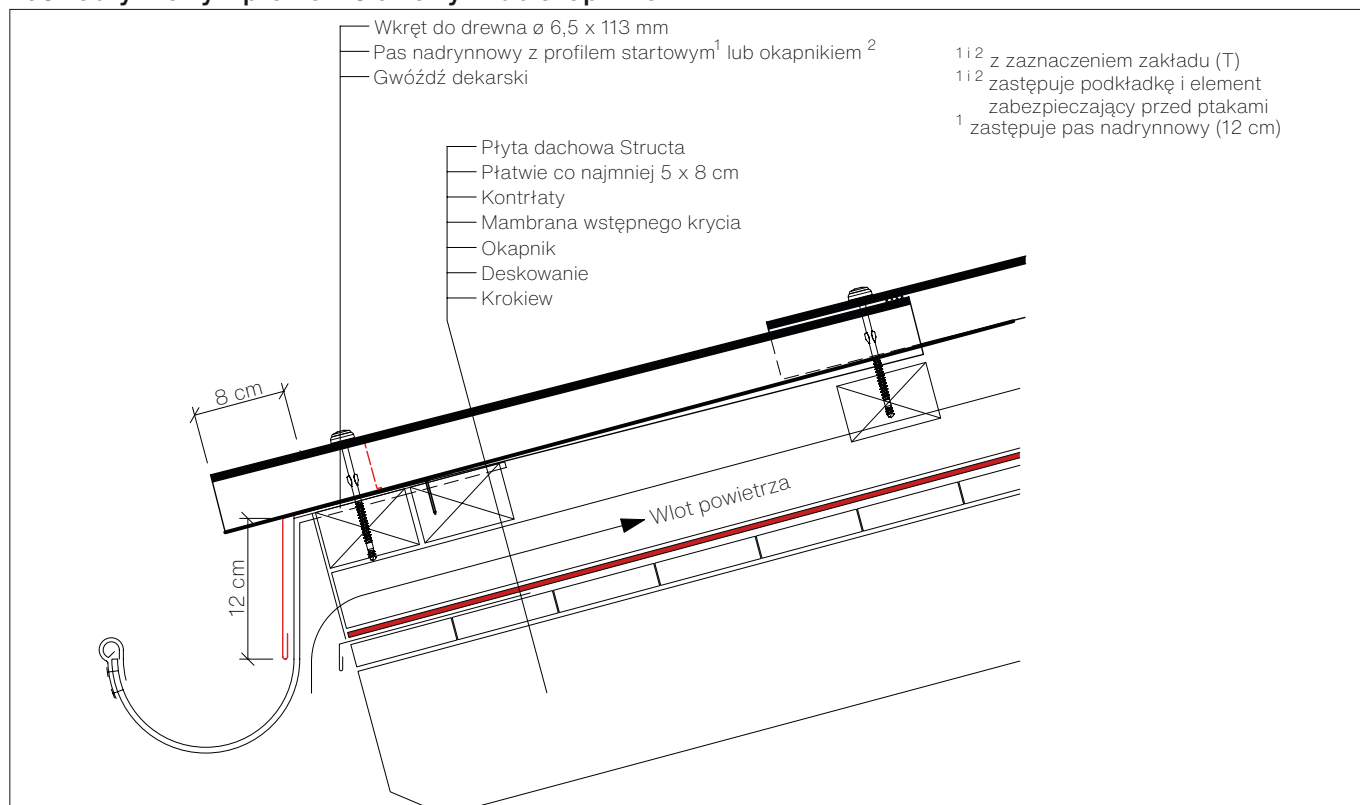 Wkręt do drewna ø 6,5 x 113 mm
Pas nadrynnowy z profilem startowym¹ lub okapnikiem ²
Gwóźdź dekarski
¹ ⁱ ² z zaznaczeniem zakładu (T)
¹ ⁱ ² zastępuje podkładkę i element
zabezpieczający przed ptakami
¹ zastępuje pas nadrynnowy (12 cm)
Płyta dachowa Structa
Płatwie co najmniej 5 x 8 cm
Kontrłaty
Mambrana wstępnego krycia
Okapnik
Deskowanie
Krokiew
8 cm
Wlot powietrza
12 cm